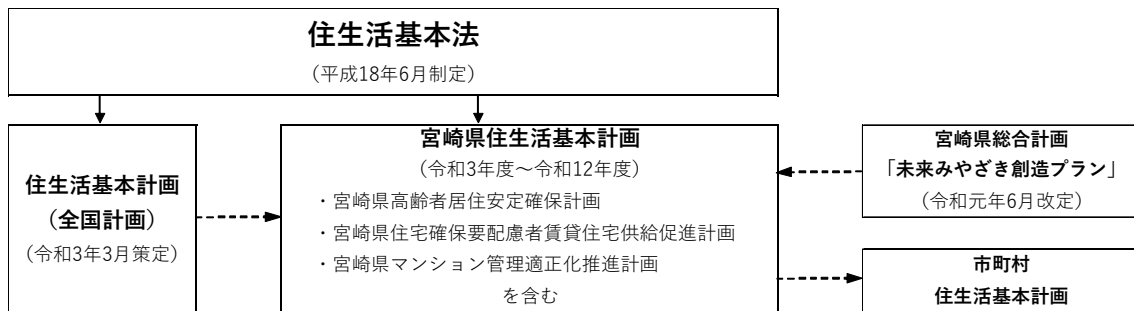 住生活基本法
（平成18年6月制定）
住生活基本計画
（全国計画）
（令和3年3月策定）
宮崎県住生活基本計画
（令和3年度～令和12年度）
・宮崎県高齢者居住安定確保計画
・宮崎県住宅確保要配慮者賃貸住宅供給促進計画
・宮崎県マンション管理適正化推進計画
を含む
宮崎県総合計画
「未来みやざき創造プラン」
（令和元年6月改定）
市町村
住生活基本計画